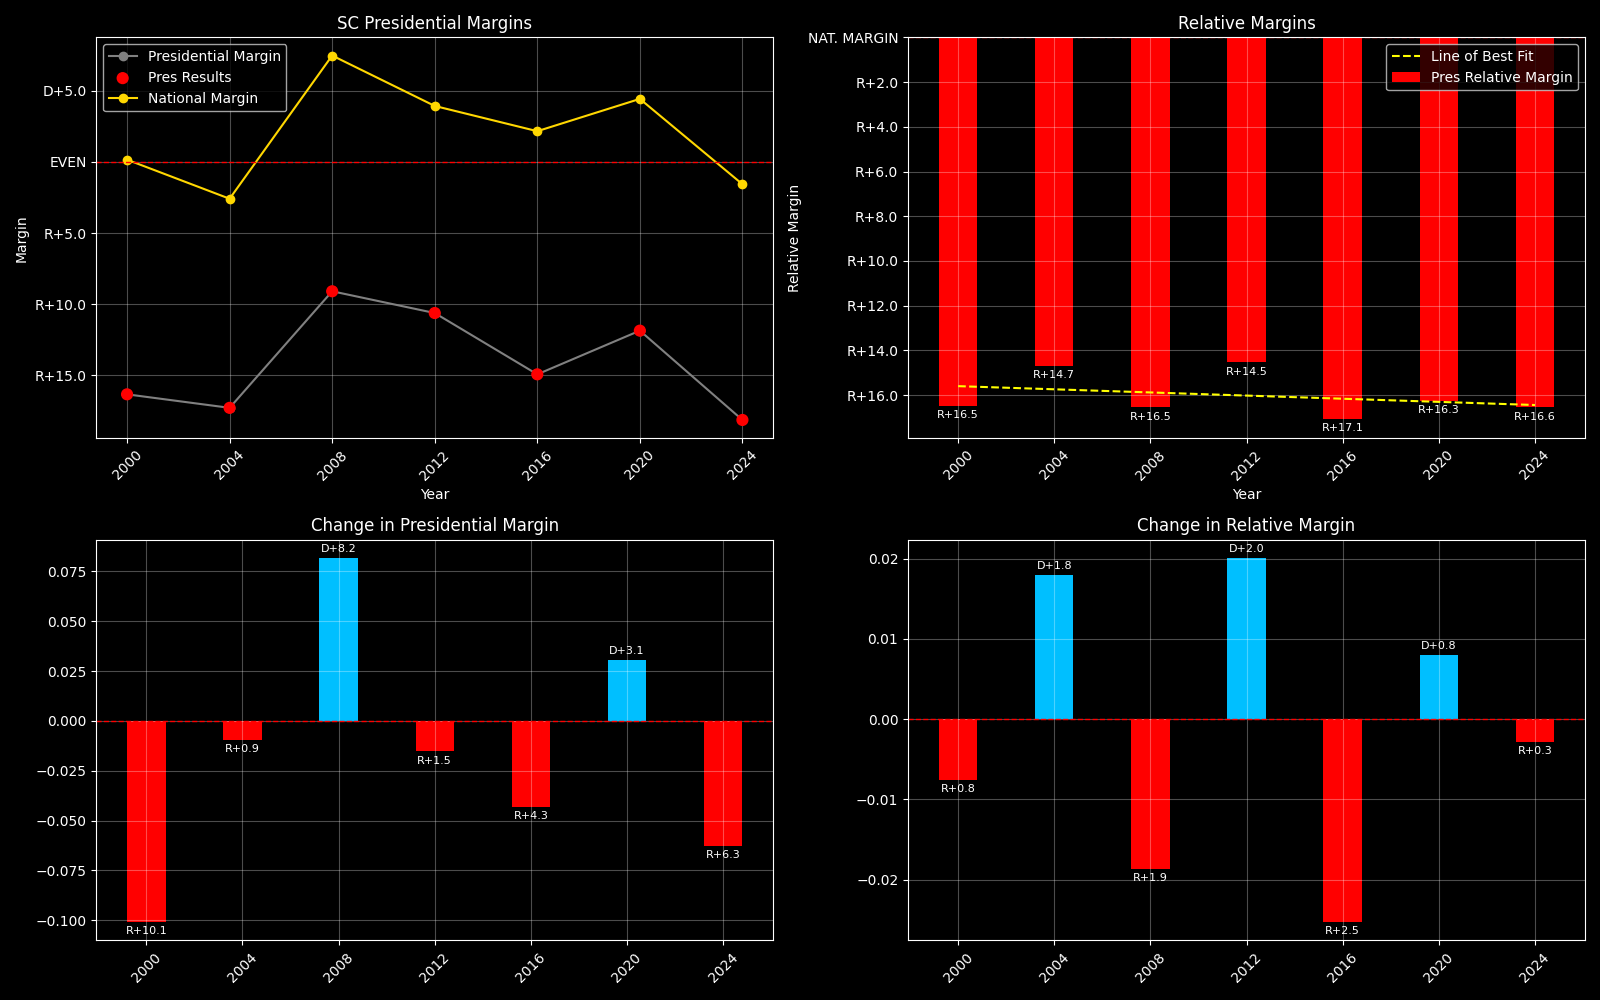 SC Presidential Margins
Presidential Margin
Pres Results
National Margin
D+5.0
EVEN
R+5.0
R+10.0
R+15.0
Margin
2000
2004
2008
2012
2016
2020
2024
Year
Relative Margins
Line of Best Fit
Pres Relative Margin
NAT. MARGIN
R+2.0
R+4.0
R+6.0
R+8.0
R+10.0
R+12.0
R+14.0
R+16.0
Relative Margin
R+16.5
R+14.7
R+16.5
R+14.5
R+17.1
R+16.3
R+16.6
2000
2004
2008
2012
2016
2020
2024
Year
Change in Presidential Margin
0.075
0.050
0.025
0.000
−0.025
−0.050
−0.075
−0.100
R+10.1
R+0.9
D+8.2
R+1.5
R+4.3
D+3.1
R+6.3
2000
2004
2008
2012
2016
2020
2024
Change in Relative Margin
0.02
0.01
0.00
−0.01
−0.02
R+0.8
D+1.8
R+1.9
D+2.0
R+2.5
D+0.8
R+0.3
2000
2004
2008
2012
2016
2020
2024